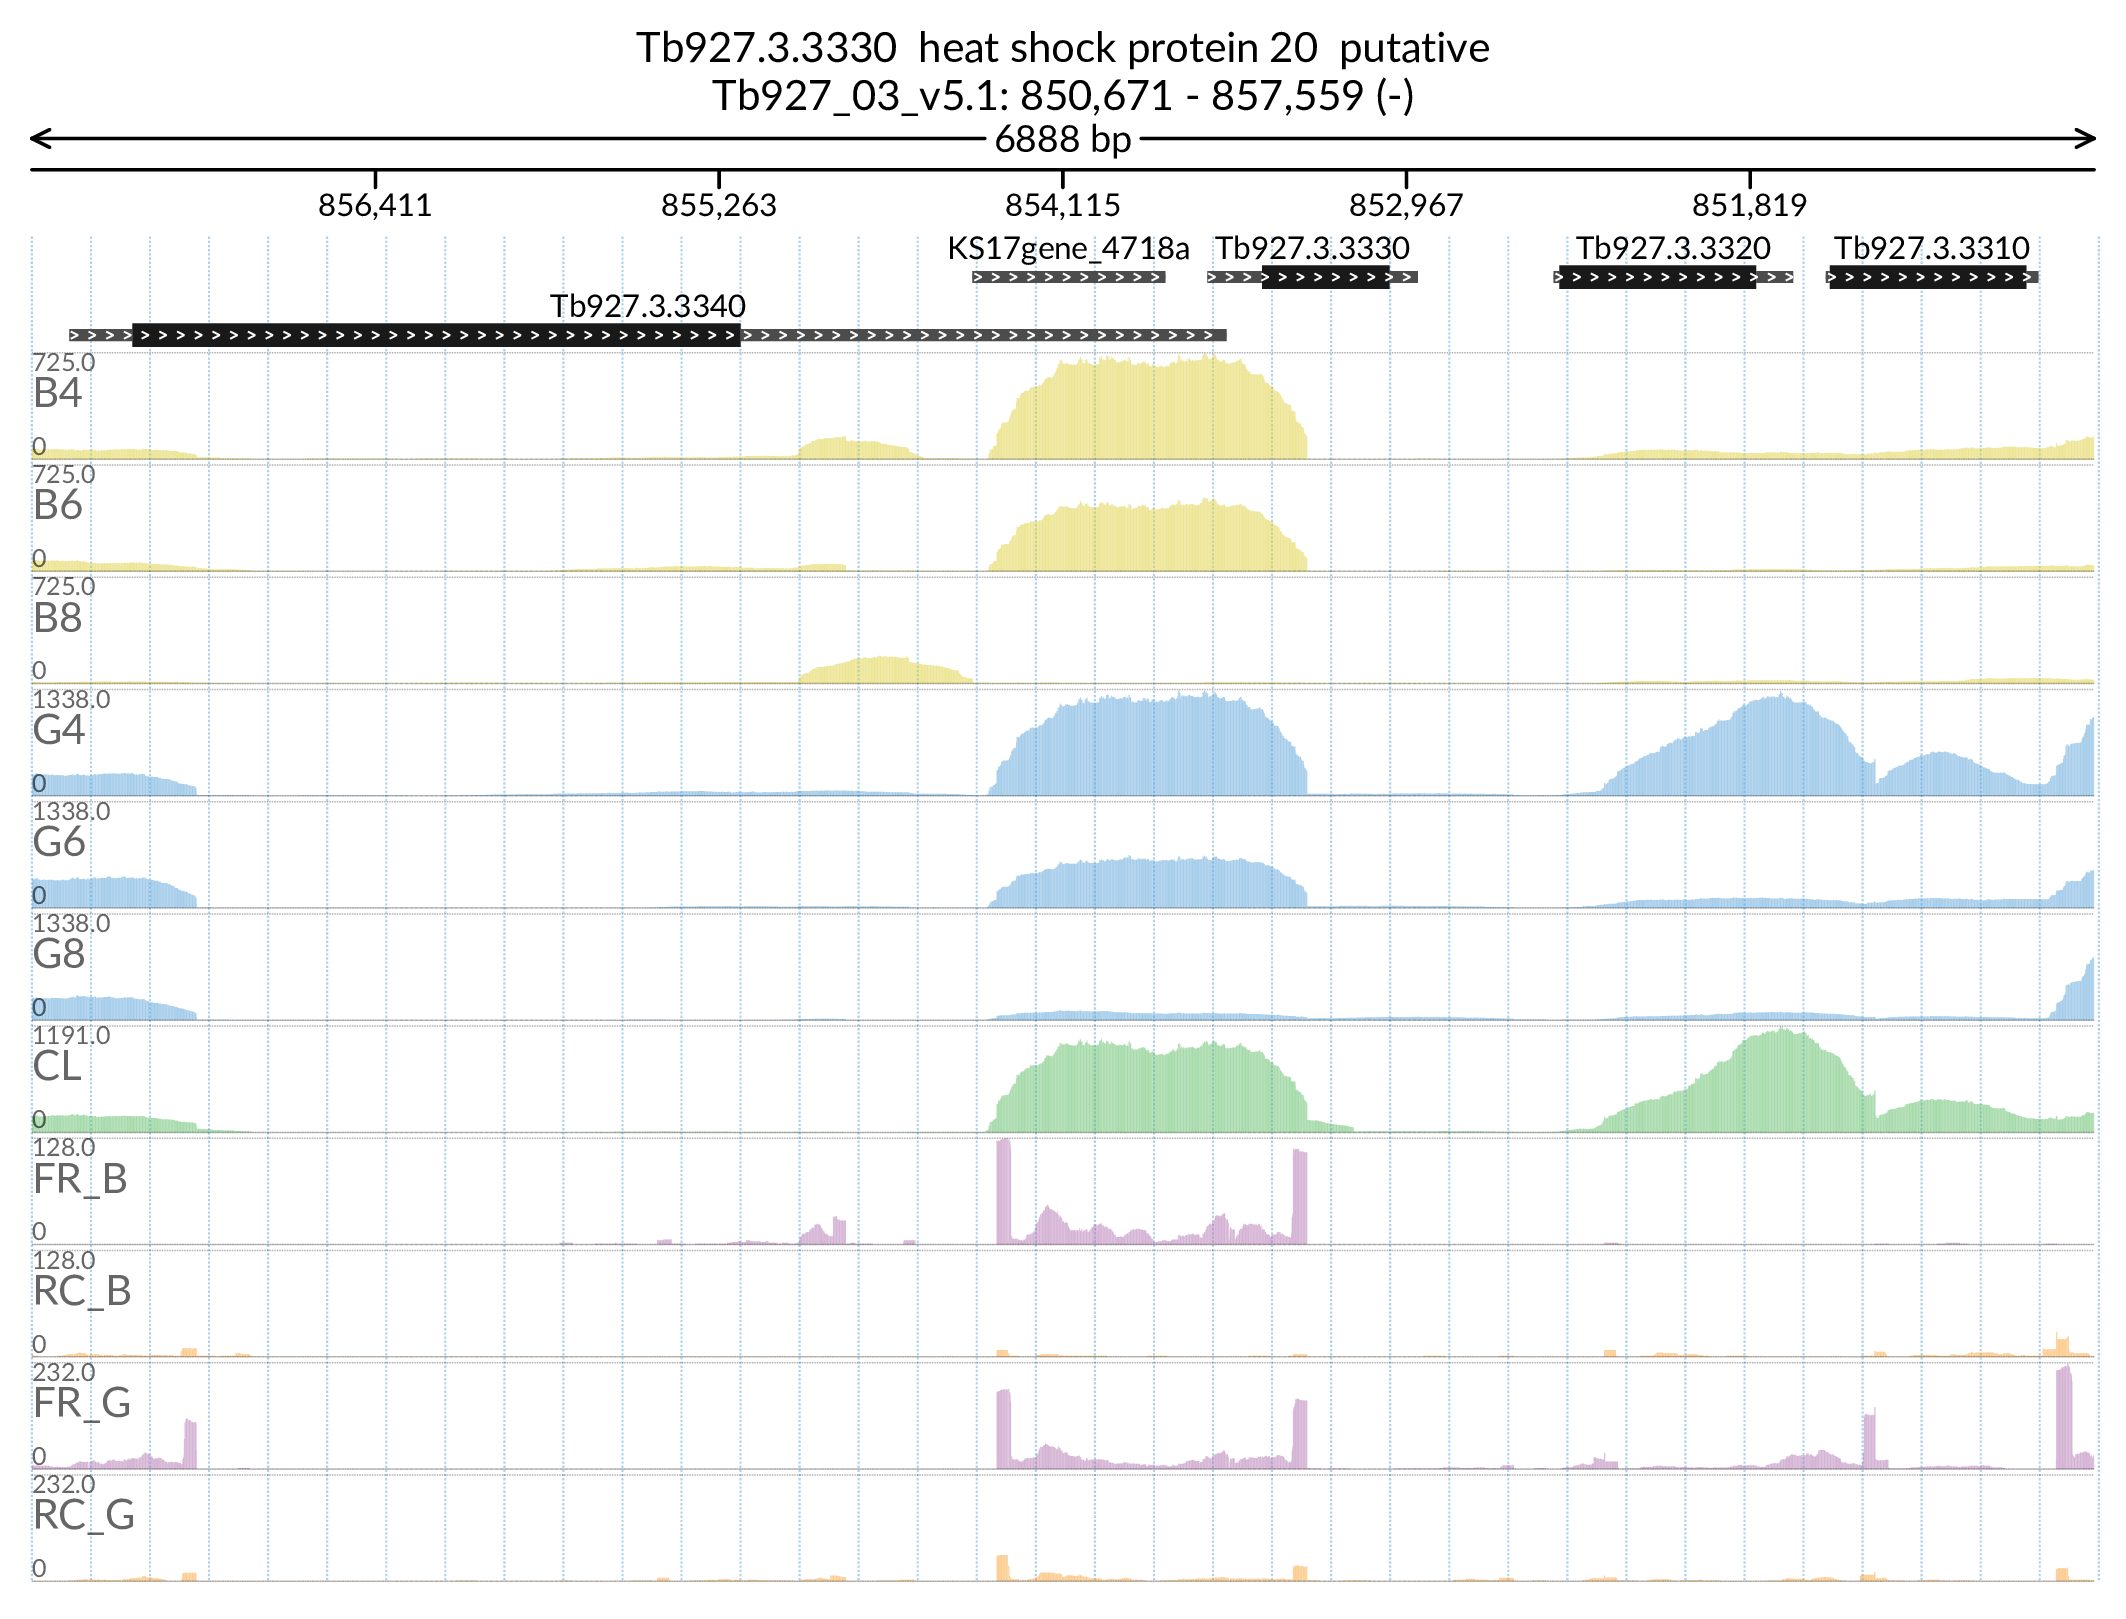 Tb927.3.3330  heat shock protein 20  putative
Tb927_03_v5.1: 850,671 - 857,559 (-)
6888 bp
856,411 855,263 854,115 852,967 851,819
KS17gene_4718a Tb927.3.3330 Tb927.3.3320 Tb927.3.3310
Tb927.3.3340
725.0
B4
0
725.0
B6
0
725.0
B8
0
1338.0
G4
0
1338.0
G6
0
1338.0
G8
0
1191.0
CL
0
128.0
FR_B
0
128.0
RC_B
0
232.0
FR_G
0
232.0
RC_G
0